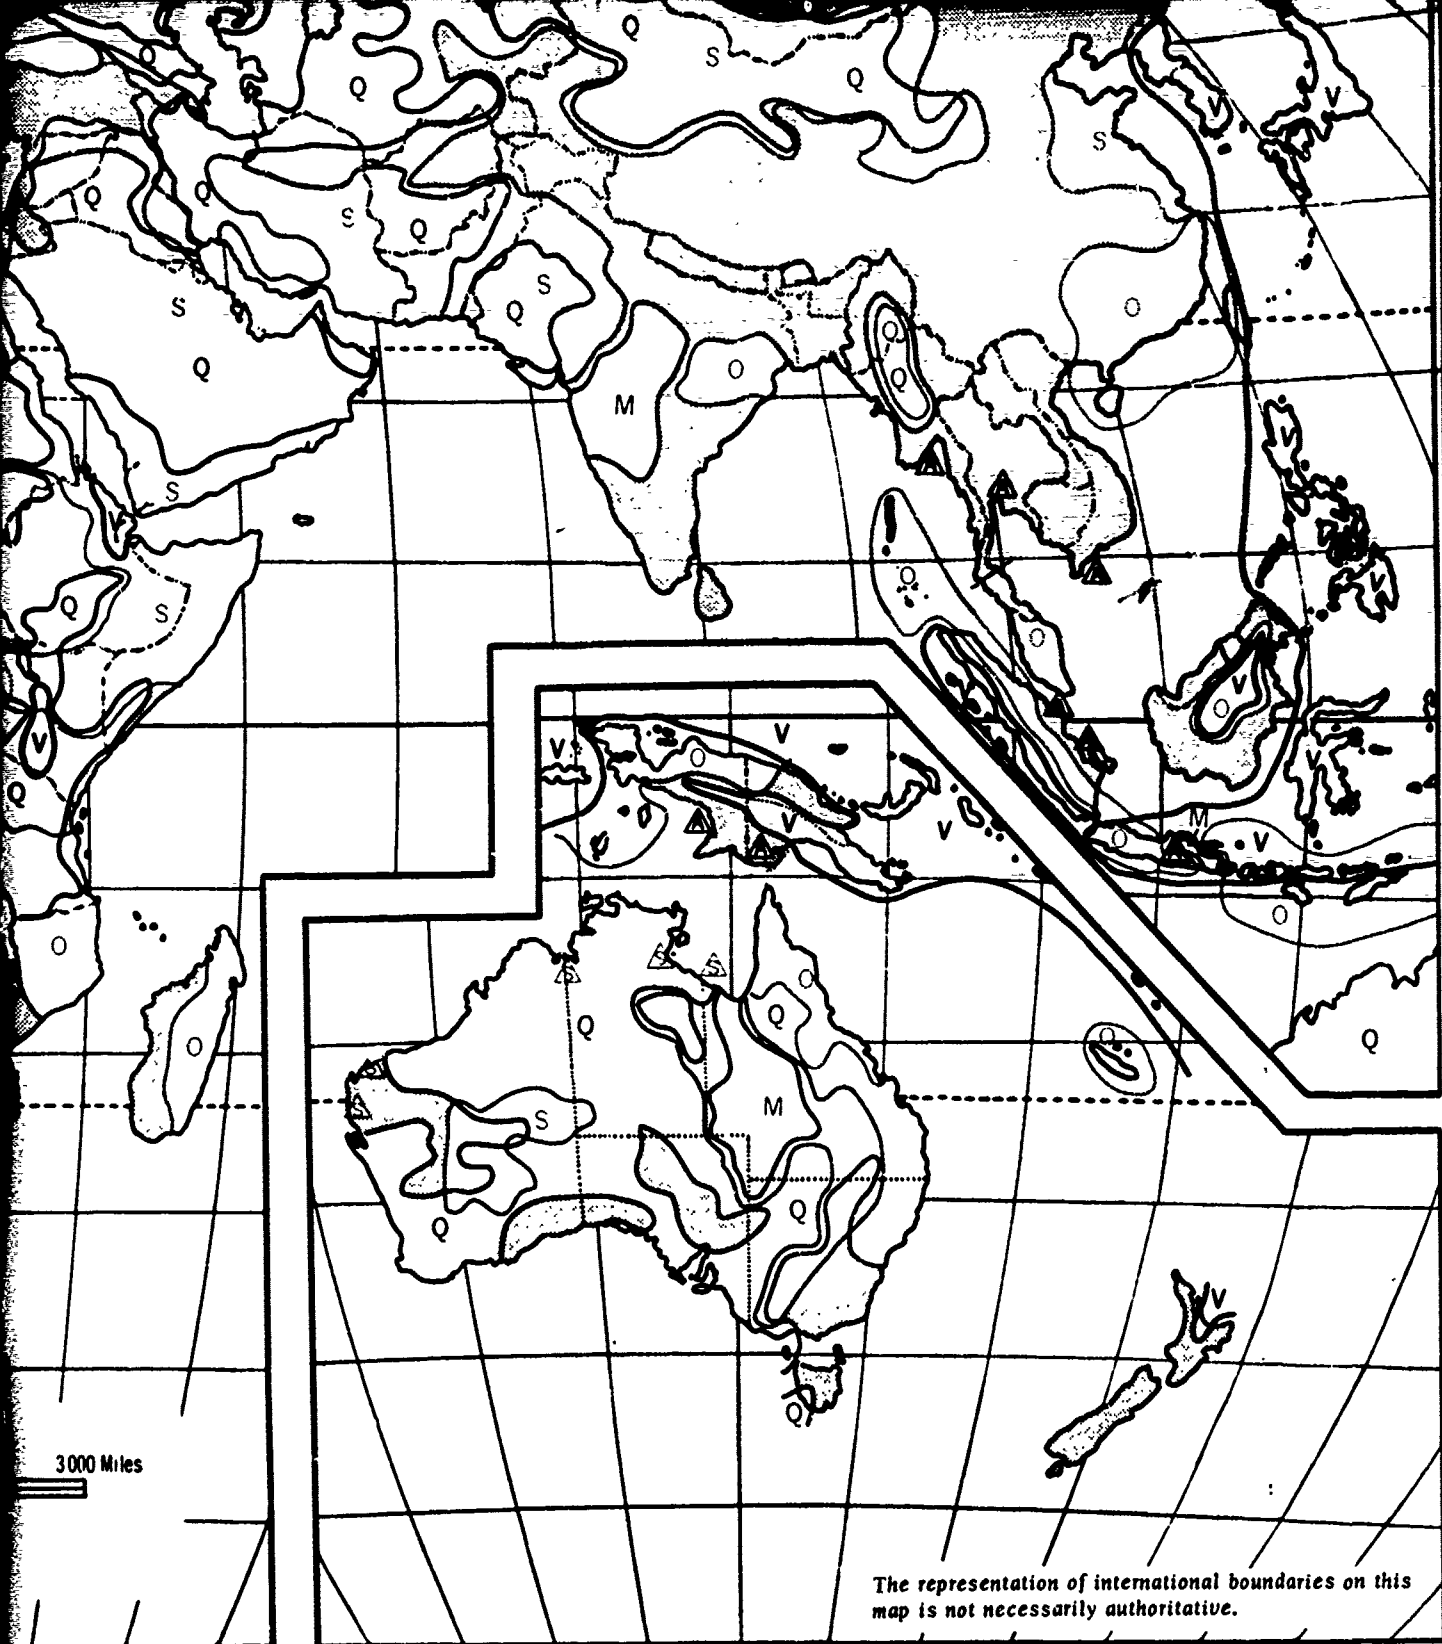 Q
S
Q
Q
Q
V
V
S
Q
Q
S
Q
S
Q
S
Q
Q
O
O
O
Q
M
V
S
V
O
V
Q
S
O
V
V
O
V
V
V
O
Q
V
V
M
O
V
O
O
S
S
S
O
Q
Q
O
Q
O
S
S
S
M
Q
Q
V
Q
3000 Miles
The representation of international boundaries on this
map is not necessarily authoritative.